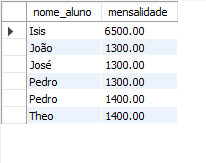 nome_aluno mensalidade
Isis 6500.00
João 1300.00
José 1300.00
Pedro 1300.00
Pedro 1400.00
Theo 1400.00